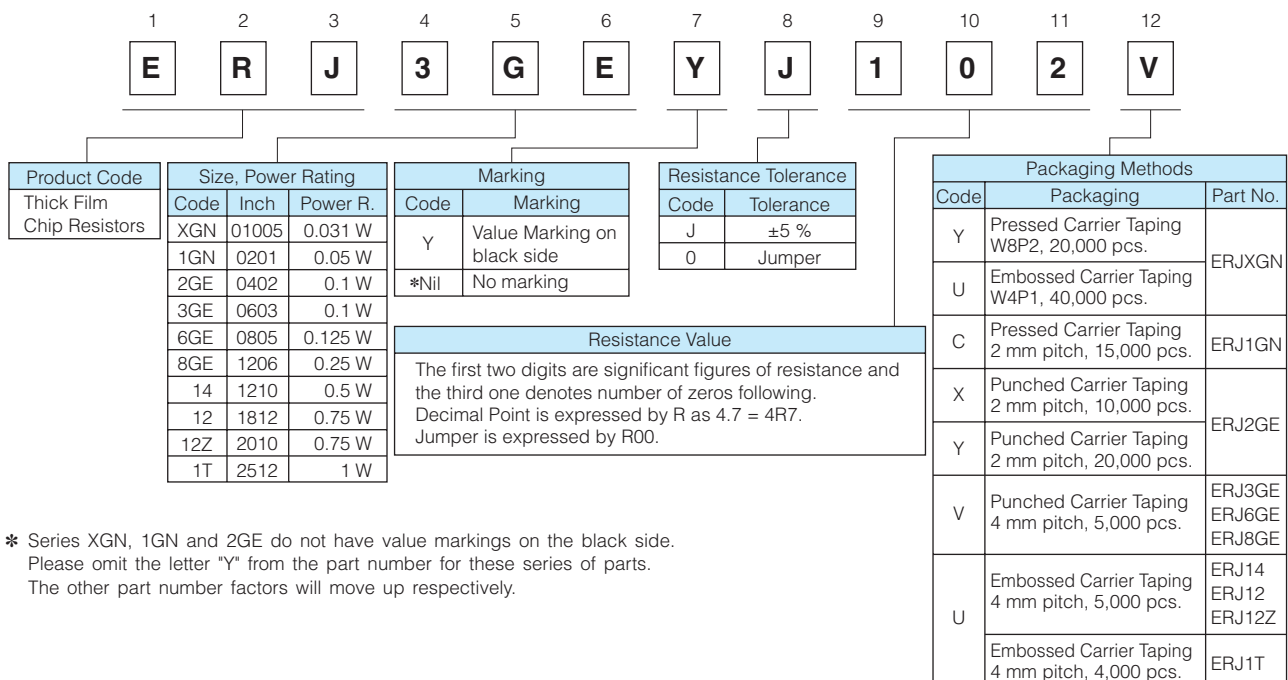 1 2 3 4 5 6 7 8 9 10 11 12
E R J 3 G E Y J 1 0 2 V
Product Code
Thick Film
Chip Resistors
Size, Power Rating
Code Inch Power R.
XGN 01005 0.031 W
1GN 0201 0.05 W
2GE 0402 0.1 W
3GE 0603 0.1 W
6GE 0805 0.125 W
8GE 1206 0.25 W
14 1210 0.5 W
12 1812 0.75 W
12Z 2010 0.75 W
1T 2512 1 W
Marking
Code Marking
Y Value Marking on
black side
✻Nil No marking
Resistance Tolerance
Code Tolerance
J ±5 %
0 Jumper
Resistance Value
The first two digits are significant figures of resistance and
the third one denotes number of zeros following.
Decimal Point is expressed by R as 4.7 = 4R7.
Jumper is expressed by R00.
Packaging Methods
Code Packaging Part No.
Y Pressed Carrier Taping
W8P2, 20,000 pcs.
ERJXGN
U Embossed Carrier Taping
W4P1, 40,000 pcs.
C Pressed Carrier Taping
2 mm pitch, 15,000 pcs.
ERJ1GN
X Punched Carrier Taping
2 mm pitch, 10,000 pcs.
ERJ2GE
Y Punched Carrier Taping
2 mm pitch, 20,000 pcs.
V Punched Carrier Taping
4 mm pitch, 5,000 pcs.
ERJ3GE
ERJ6GE
ERJ8GE
U Embossed Carrier Taping
4 mm pitch, 5,000 pcs.
ERJ14
ERJ12
ERJ12Z
Embossed Carrier Taping
4 mm pitch, 4,000 pcs.
ERJ1T
✻ Series XGN, 1GN and 2GE do not have value markings on the black side.
Please omit the letter "Y" from the part number for these series of parts.
The other part number factors will move up respectively.